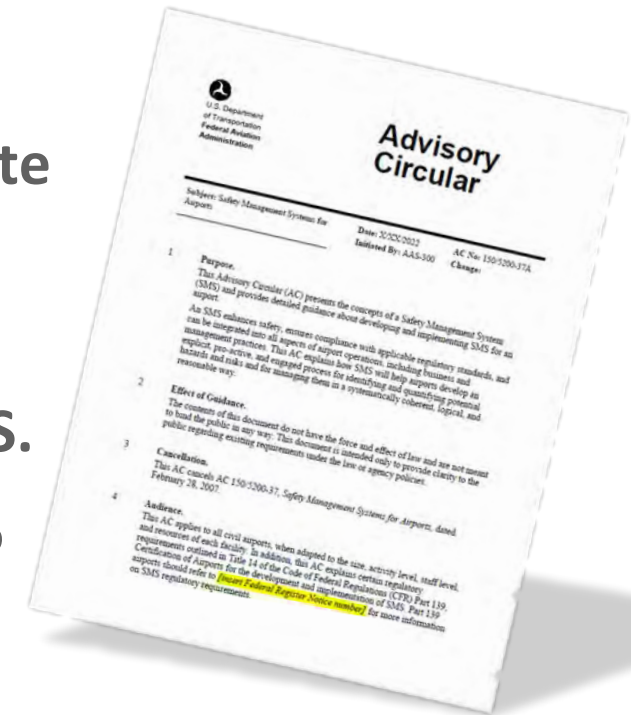 te
S.
U.S. Department
of Transportation
Federal Aviation
Administration
Advisory
Circular
Subject: Safety Management Systems for
Airports
Date: X/XX/2022
Initiated By: AAS-300
AC No: 150/5200-37A
Change:
1 Purpose.
This Advisory Circular (AC) presents the concepts of a Safety Management System
(SMS) and provides detailed guidance about developing and implementing SMS for an
airport.
An SMS enhances safety, ensures compliance with applicable regulatory standards, and
can be integrated into all aspects of airport operations, including business and
management practices. This AC explains how SMS will help airports develop an
explicit, pro-active, and engaged process for identifying and quantifying potential
hazards and risks and for managing them in a systematically coherent, logical, and
reasonable way.
2 Effect of Guidance.
The contents of this document do not have the force and effect of law and are not meant
to bind the public in any way. This document is intended only to provide clarity to the
public regarding existing requirements under the law or agency policies.
3 Cancellation.
This AC cancels AC 150/5200-37, Safety Management Systems for Airports, dated
February 28, 2007.
4 Audience.
This AC applies to all civil airports, when adapted to the size, activity level, staff level,
and resources of each facility. In addition, this AC explains certain regulatory
requirements outlined in Title 14 of the Code of Federal Regulations (CFR) Part 139,
Certification of Airports for the development and implementation of SMS. Part 139
airports should refer to [insert Federal Register Notice number] for more information
on SMS regulatory requirements.